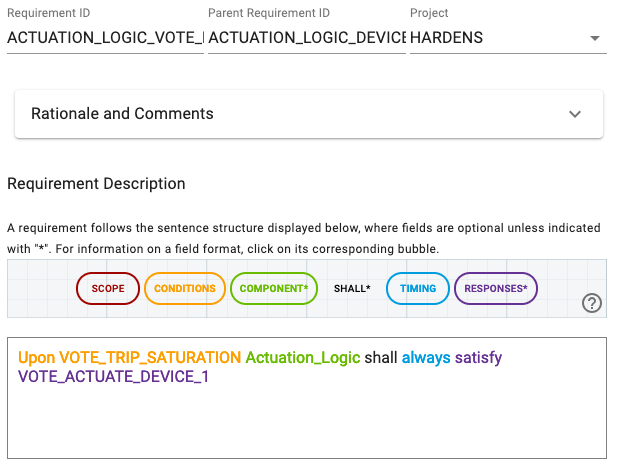 Requirement ID Parent Requirement ID Project
ACTUATION_LOGIC_VOTE_ ACTUATION_LOGIC_DEVICE HARDENS
Rationale and Comments
Requirement Description
A requirement follows the sentence structure displayed below, where fields are optional unless indicated
with "*". For information on a field format, click on its corresponding bubble.
SCOPE CONDITIONS COMPONENT* SHALL* TIMING RESPONSES*
?
Upon VOTE_TRIP_SATURATION Actuation_Logic shall always satisfy
VOTE_ACTUATE_DEVICE_1